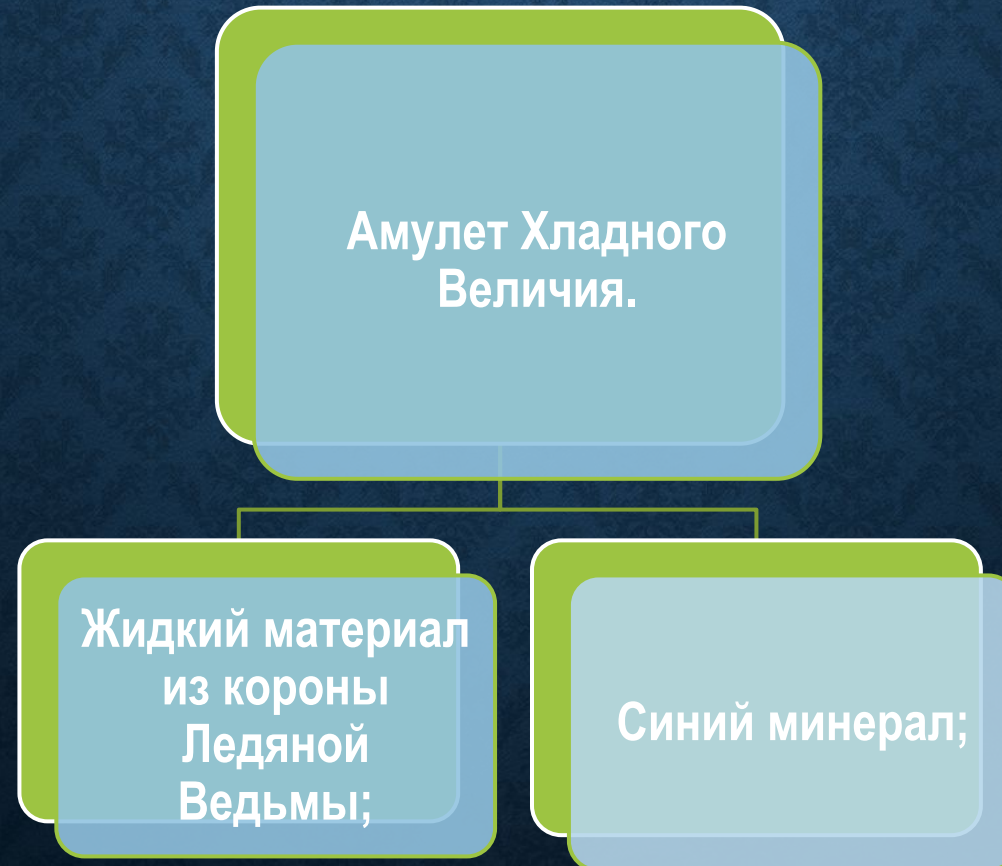 Амулет Хладного
Величия.
Жидкий материал
из короны
Ледяной
Ведьмы;
Синий минерал;